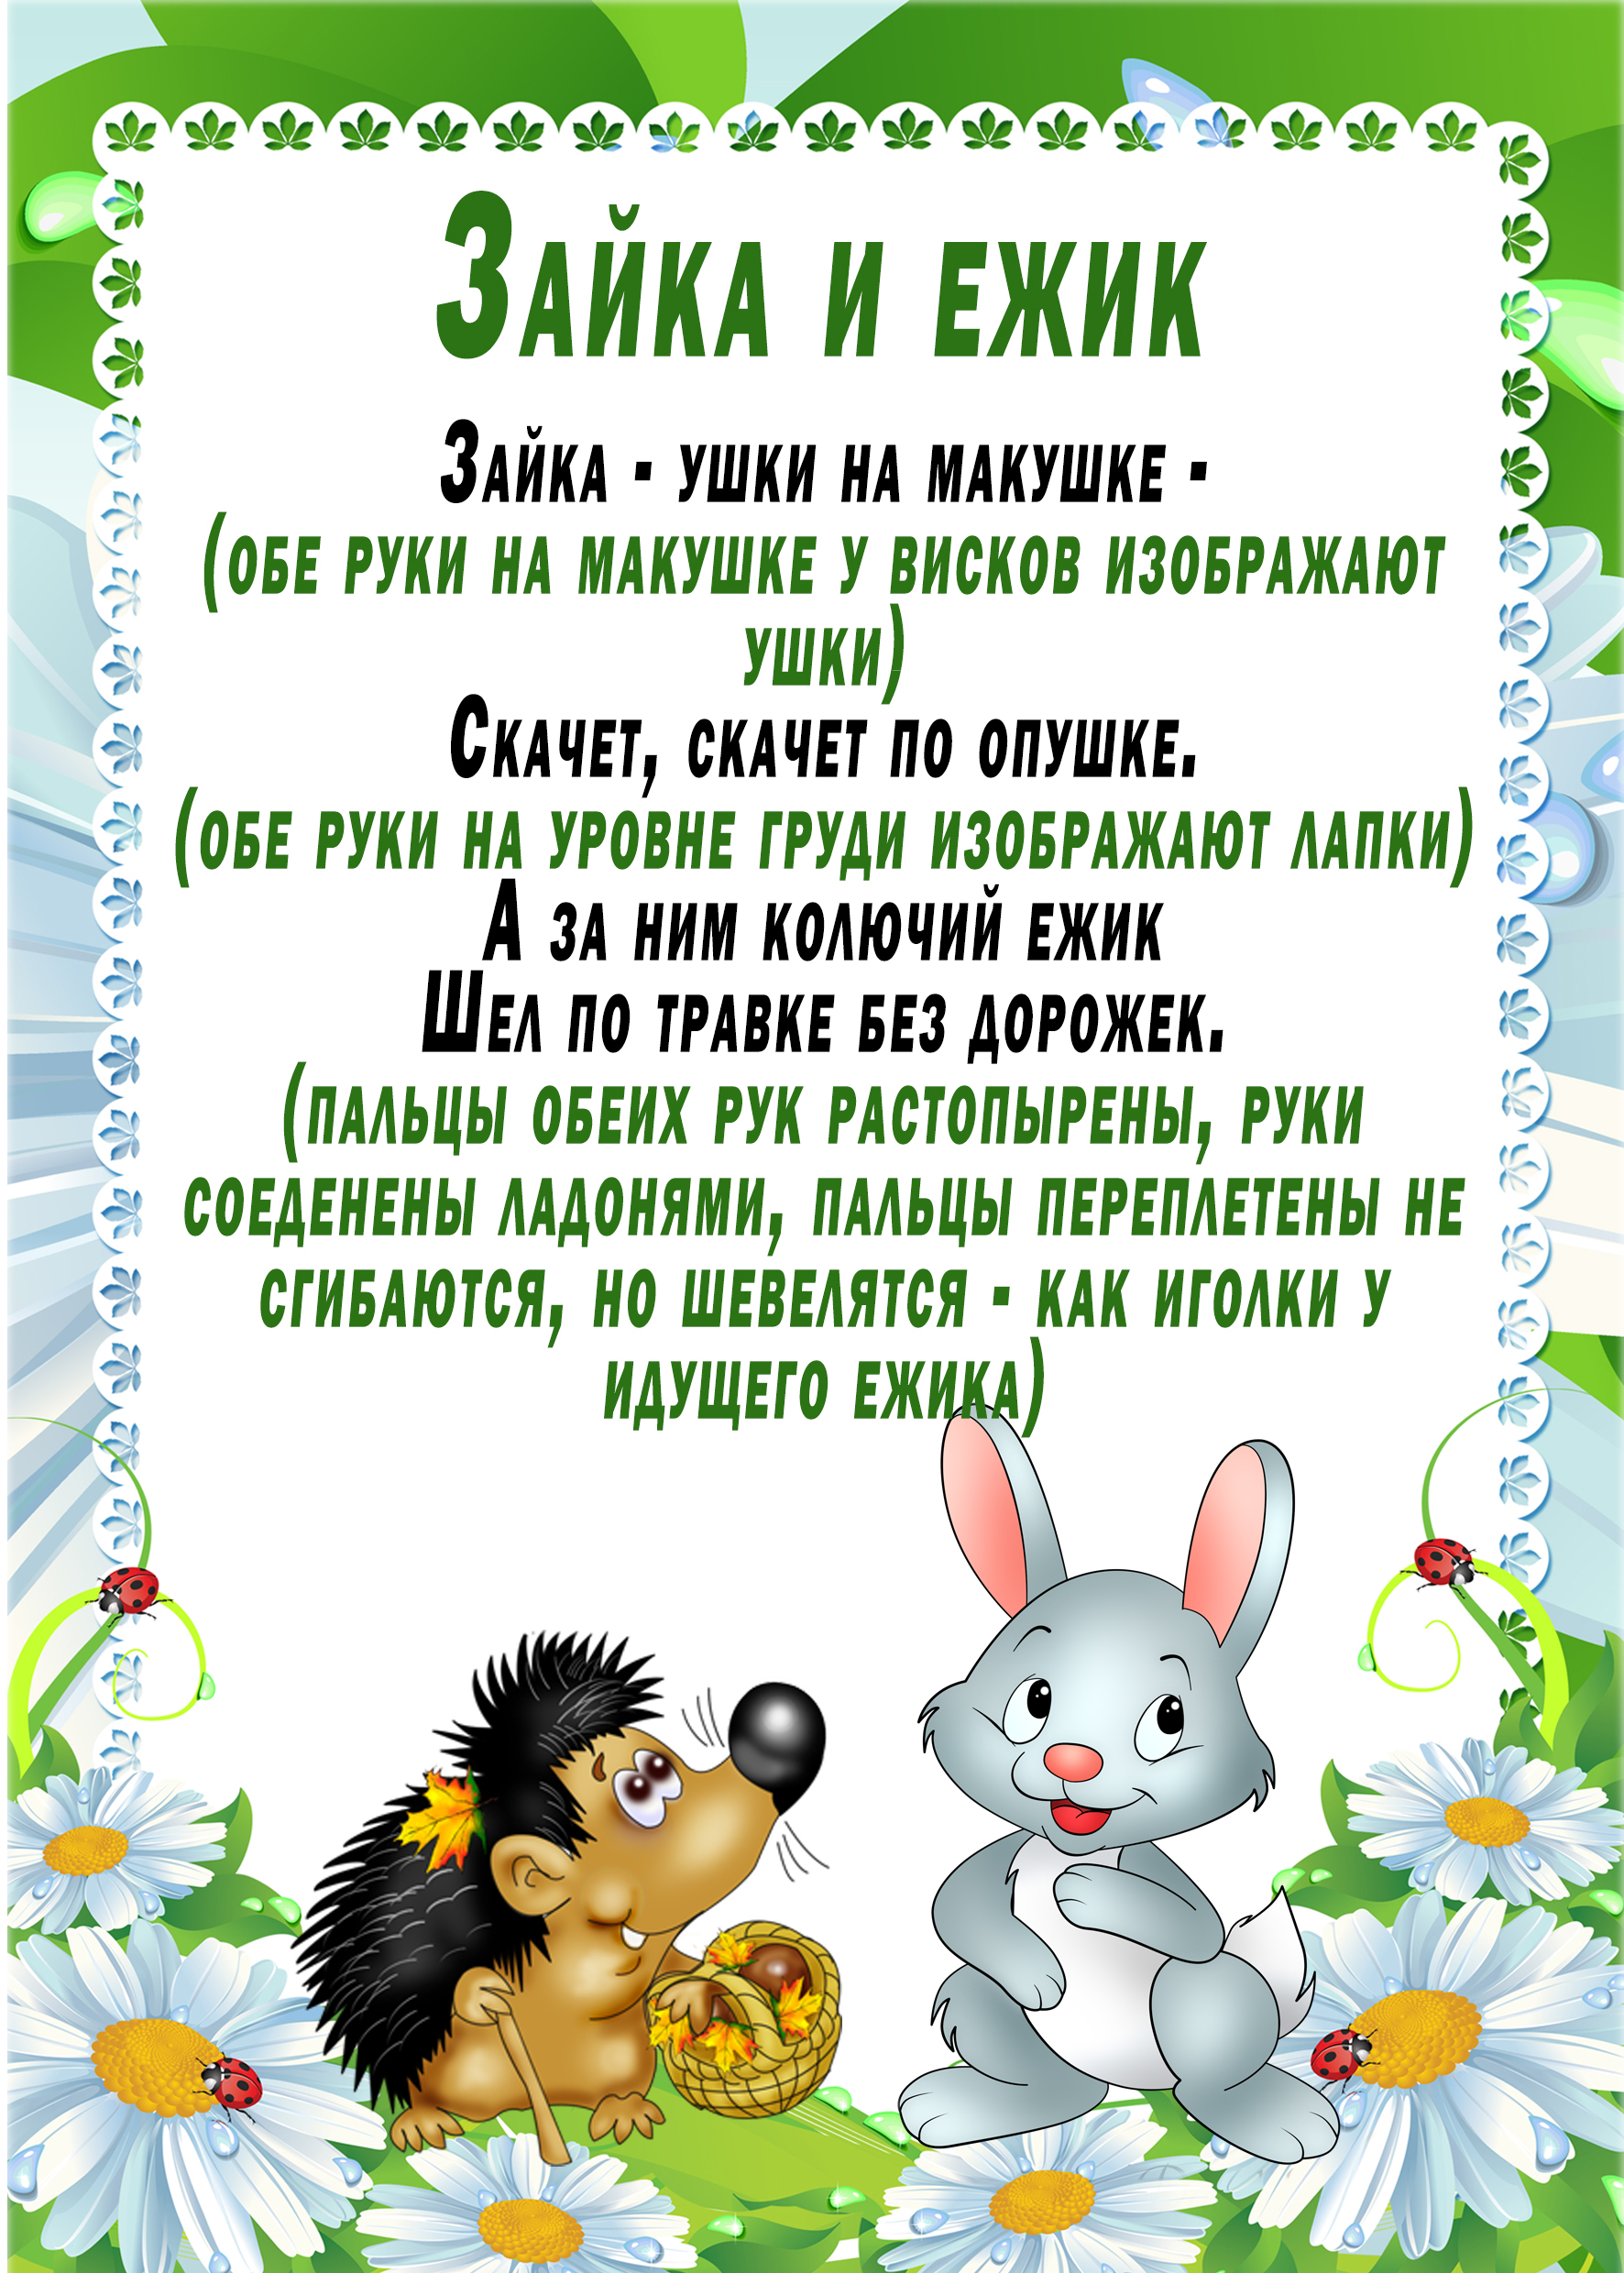 Зайка и ежик
Зайка - ушки на макушке -
(обе руки на макушке у висков изображают
ушки)
Скачет, скачет по опушке.
(обе руки на уровне груди изображают лапки)
А за ним колючий ежик
Шел по травке без дорожек.
(пальцы обеих рук растопырены, руки
соеденены ладонями, пальцы переплетены не
сгибаются, но шевелятся - как иголки у
идущего ежика)